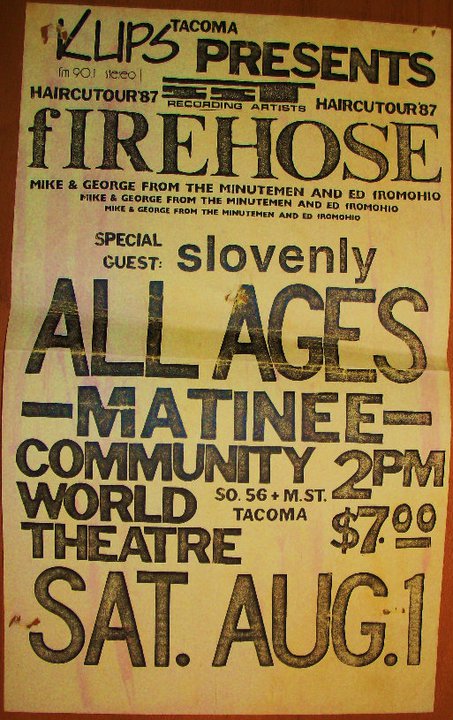 KUPS TACOMA PRESENTS
fm 90.1 stereo
SST
HAIRCUTOUR'87 RECORDING ARTISTS HAIRCUTOUR'87
fIREHOSE
MIKE & GEORGE FROM THE MINUTEMEN AND ED fROMOHIO
MIKE & GEORGE FROM THE MINUTEMEN AND ED fROMOHIO
MIKE & GEORGE FROM THE MINUTEMEN AND ED fROMOHIO
SPECIAL GUEST: slovenly
ALL AGES
—MATINEE—
COMMUNITY 2PM
WORLD SO. 56 + M. ST.
TACOMA
THEATRE $7.00
SAT. AUG. 1